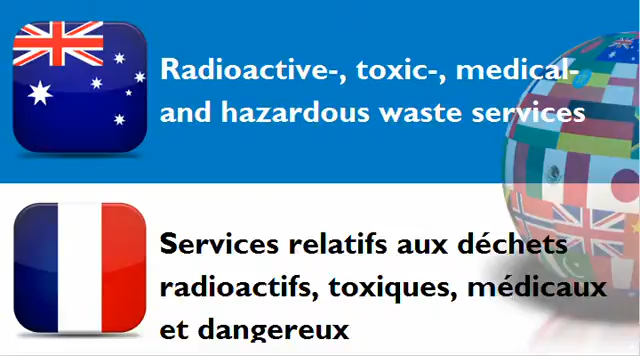 Radioactive-, toxic-, medical-
and hazardous waste services
Services relatifs aux déchets
radioactifs, toxiques, médicaux
et dangereux